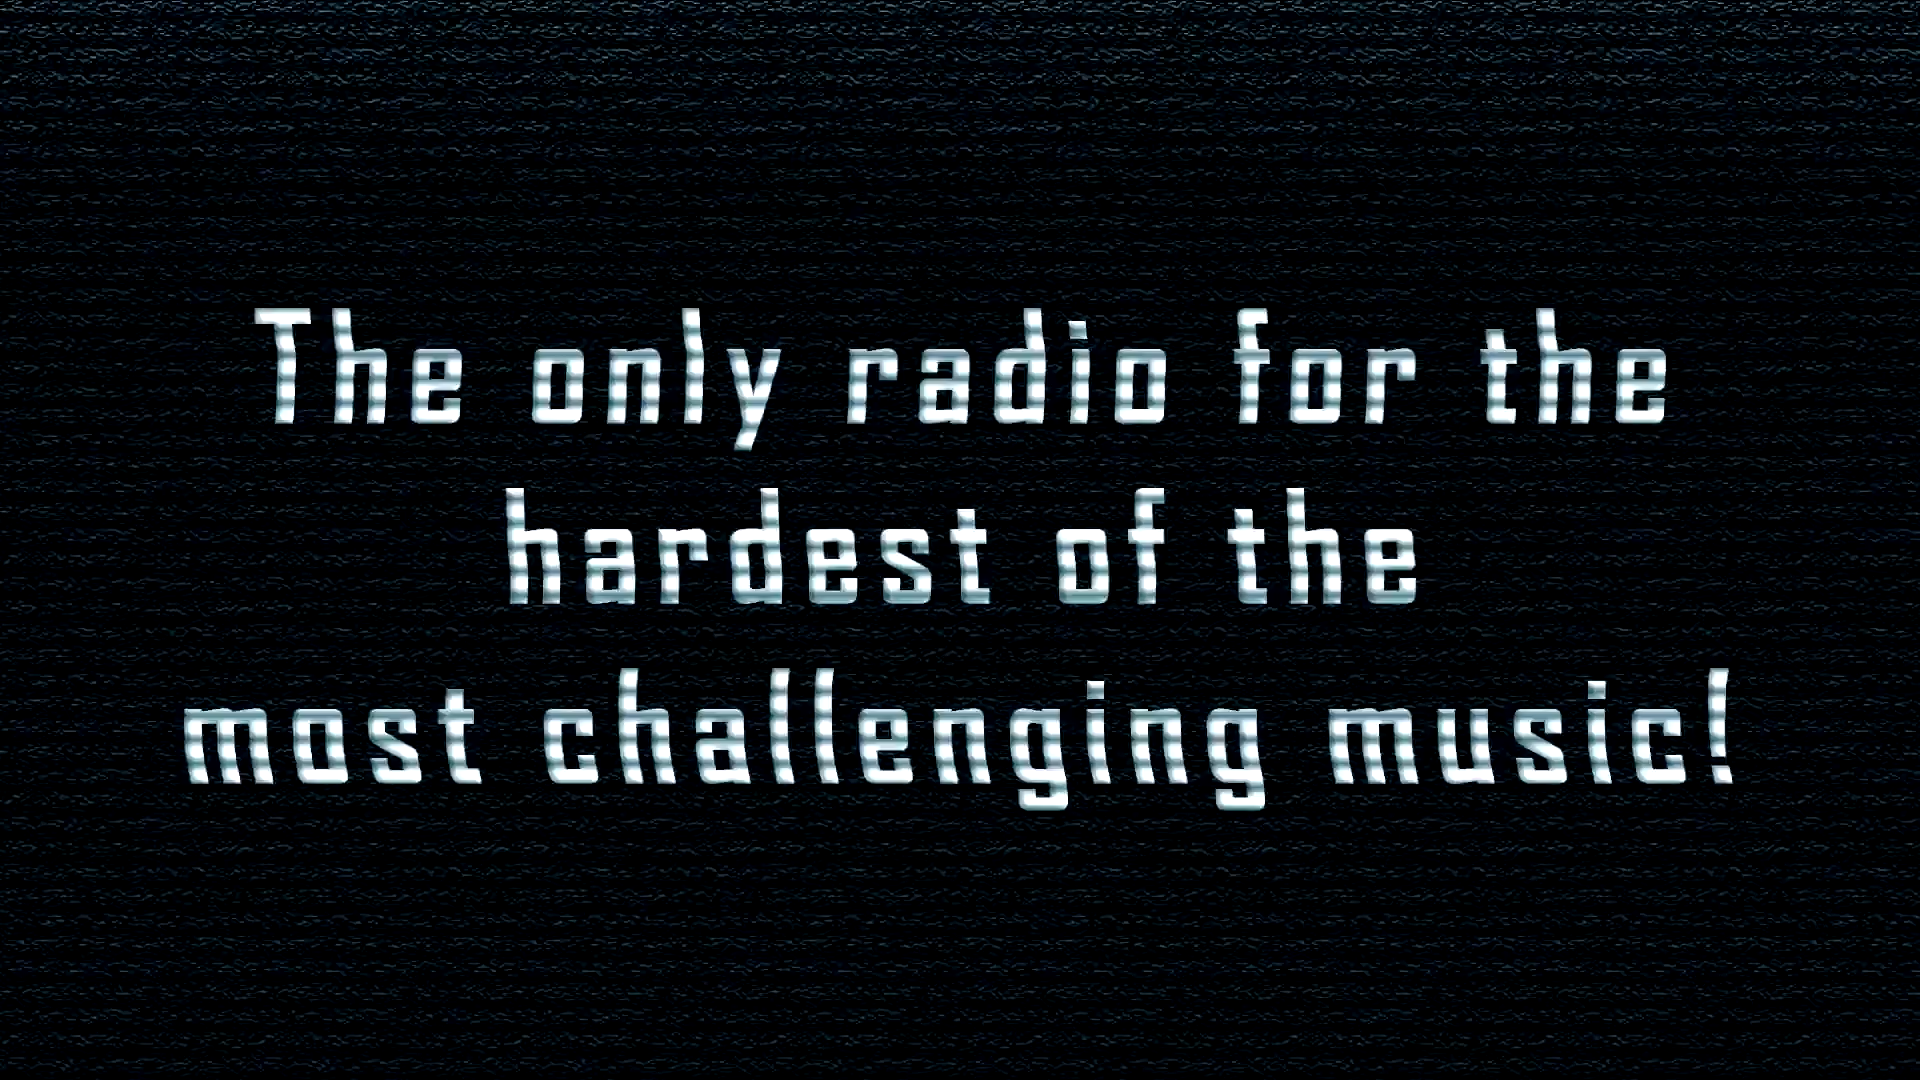 The only radio for the
hardest of the
most challenging music!